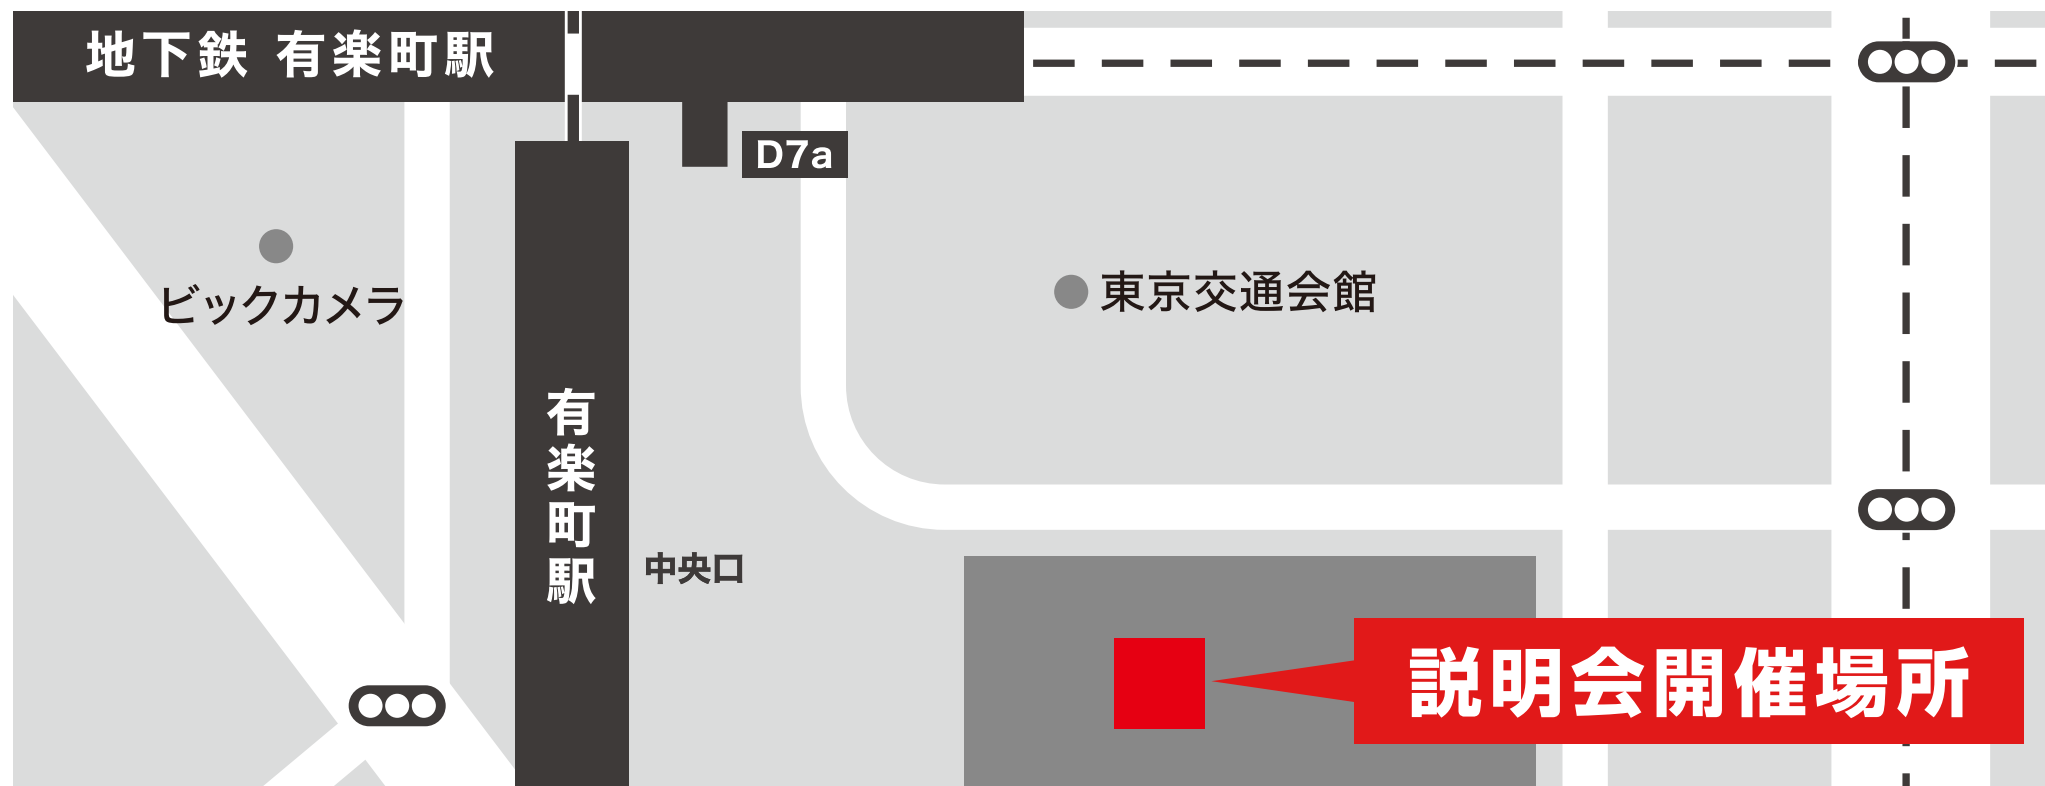 地下鉄 有楽町駅
D7a
ビックカメラ
東京交通会館
有楽町駅
中央口
説明会開催場所